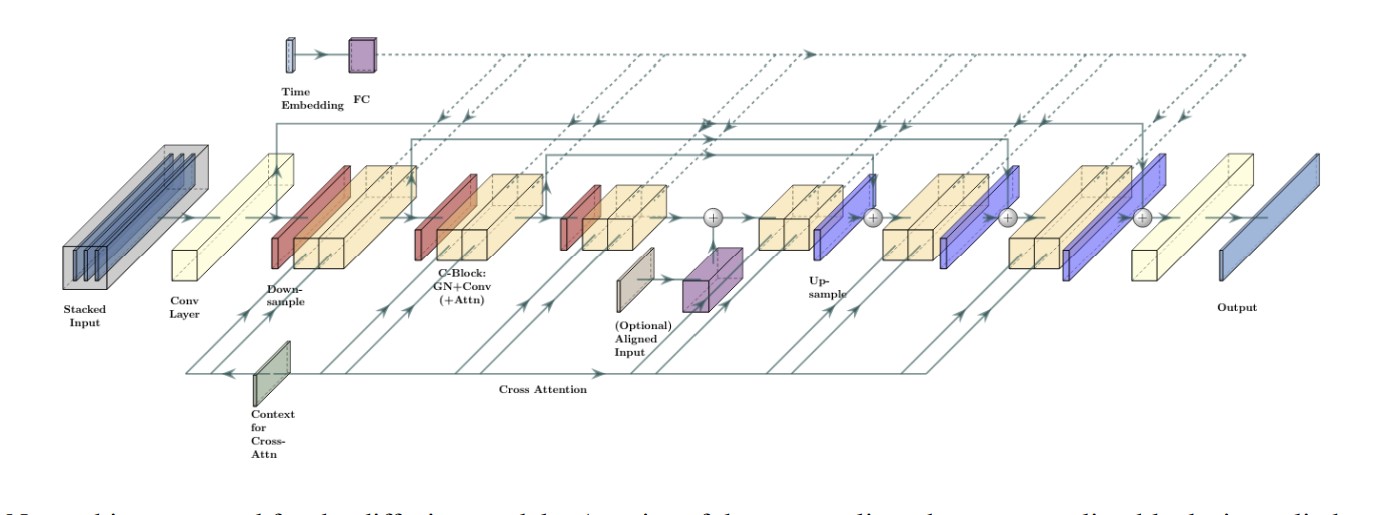 Time
Embedding
FC
Stacked
Input
Conv
Layer
Down-
sample
C-Block:
GN+Conv
(+Attn)
(Optional)
Aligned
Input
Up-
sample
Output
Cross Attention
Context
for
Cross-
Attn